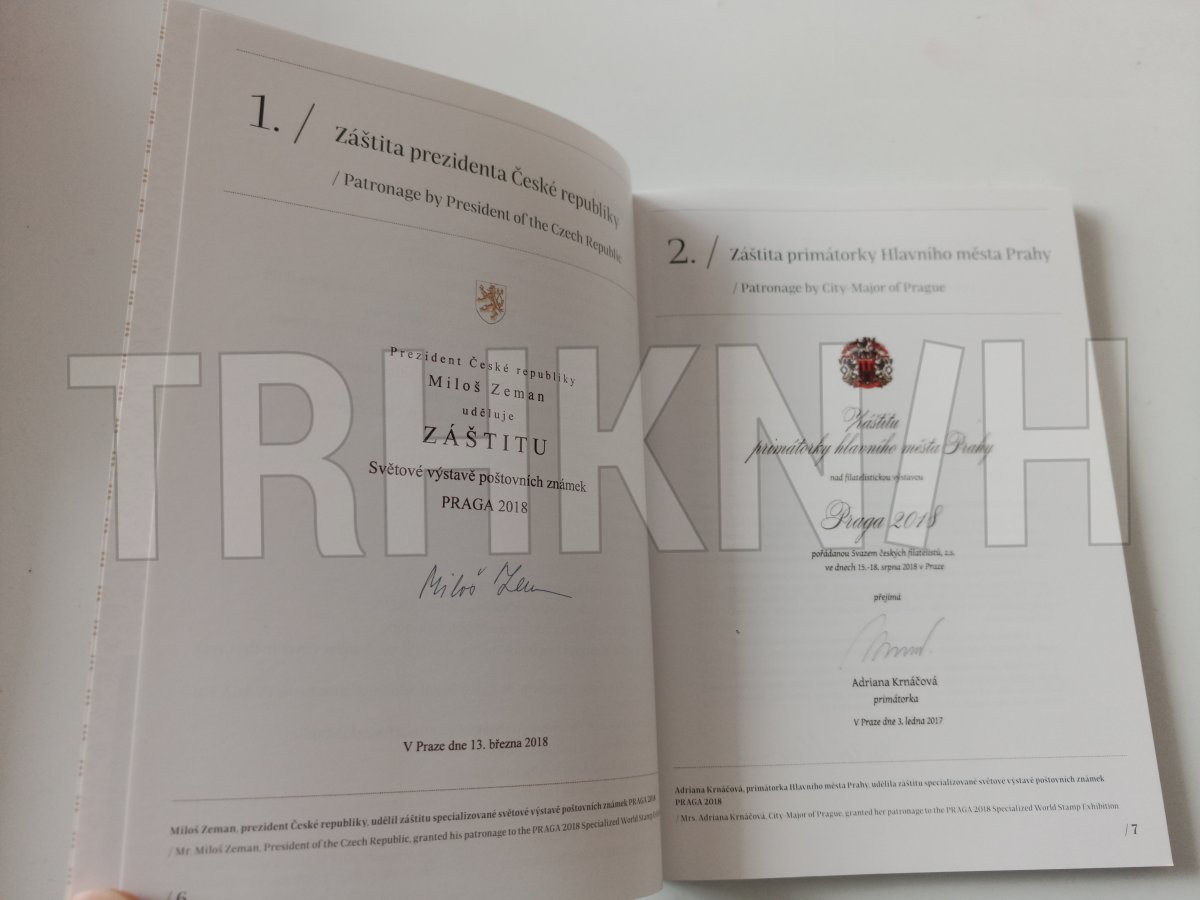 1. /
Záštita prezidenta České republiky
/ Patronage by President of the Czech Republic
Prezident České republiky
Miloš Zeman
uděluje
ZÁŠTITU
Světové výstavě poštovních známek
PRAGA 2018
Miloš Zeman
V Praze dne 13. března 2018
Miloš Zeman, prezident České republiky, udělil záštitu specializované světové výstavě poštovních známek PRAGA 2018
/ Mr. Miloš Zeman, President of the Czech Republic, granted his patronage to the PRAGA 2018 Specialized World Stamp Exhibition
/ 6
2. /
Záštita primátorky Hlavního města Prahy
/ Patronage by City-Major of Prague
Záštitu
primátorky hlavního města Prahy
nad filatelistickou výstavou
Praga 2018
pořádanou Svazem českých filatelistů, z.s.
ve dnech 15.-18. srpna 2018 v Praze
přejímá
Adriana Krnáčová
primátorka
V Praze dne 3. ledna 2017
Adriana Krnáčová, primátorka Hlavního města Prahy, udělila záštitu specializované světové výstavě poštovních známek
PRAGA 2018
/ Mrs. Adriana Krnáčová, City-Major of Prague, granted her patronage to the PRAGA 2018 Specialized World Stamp Exhibition
/ 7
TRHKNIH